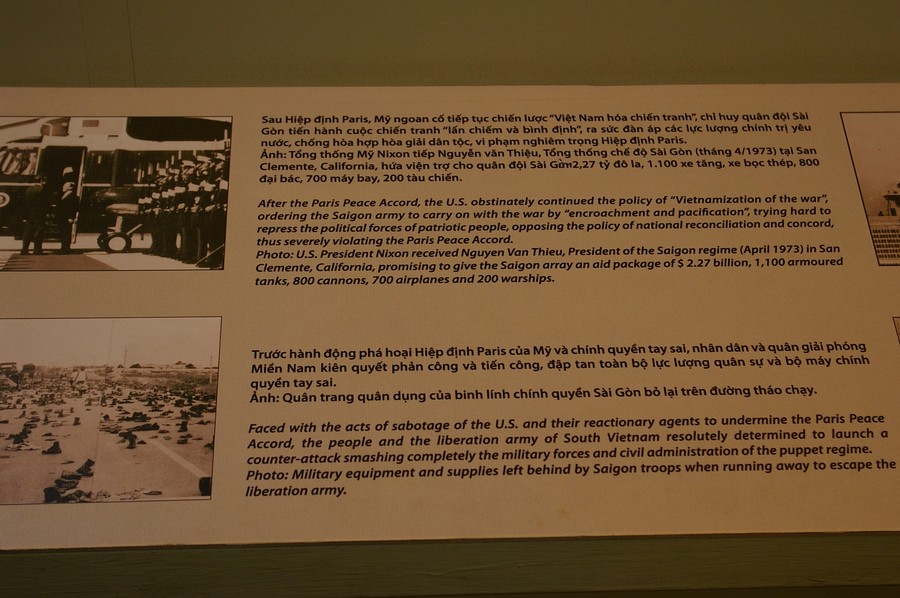 Sau Hiệp định Paris, Mỹ ngoan cố tiếp tục chiến lược "Việt Nam hóa chiến tranh", chỉ huy quân đội Sài
Gòn tiến hành cuộc chiến tranh "lấn chiếm và bình định", ra sức đàn áp các lực lượng chính trị yêu
nước, chống hòa hợp hòa giải dân tộc, vi phạm nghiêm trọng Hiệp định Paris.
Ảnh: Tổng thống Mỹ Nixon tiếp Nguyễn văn Thiệu, Tổng thống chế độ Sài Gòn (tháng 4/1973) tại San
Clemente, California, hứa viện trợ cho quân đội Sài Gòn2,27 tỷ đô la, 1.100 xe tăng, xe bọc thép, 800
đại bác, 700 máy bay, 200 tàu chiến.
After the Paris Peace Accord, the U.S. obstinately continued the policy of "Vietnamization of the war",
ordering the Saigon army to carry on with the war by "encroachment and pacification", trying hard to
repress the political forces of patriotic people, opposing the policy of national reconciliation and concord,
thus severely violating the Paris Peace Accord.
Photo: U.S. President Nixon received Nguyen Van Thieu, President of the Saigon regime (April 1973) in San
Clemente, California, promising to give the Saigon array an aid package of $ 2.27 billion, 1,100 armoured
tanks, 800 cannons, 700 airplanes and 200 warships.
Trước hành động phá hoại Hiệp định Paris của Mỹ và chính quyền tay sai, nhân dân và quân giải phóng
Miền Nam kiên quyết phản công và tiến công, đập tan toàn bộ lực lượng quân sự và bộ máy chính
quyền tay sai.
Ảnh: Quân trang quân dụng của binh lính chính quyền Sài Gòn bỏ lại trên đường tháo chạy.
Faced with the acts of sabotage of the U.S. and their reactionary agents to undermine the Paris Peace
Accord, the people and the liberation army of South Vietnam resolutely determined to launch a
counter-attack smashing completely the military forces and civil administration of the puppet regime.
Photo: Military equipment and supplies left behind by Saigon troops when running away to escape the
liberation army.